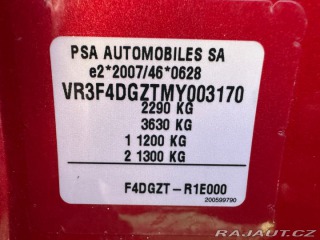 PSA AUTOMOBILES SA
e2*2007/46*0628
VR3F4DGZTMY003170
2290 KG
3630 KG
1 1200 KG
2 1300 KG
F4DGZT-R1E000
200599790
RAJAUT.CZ